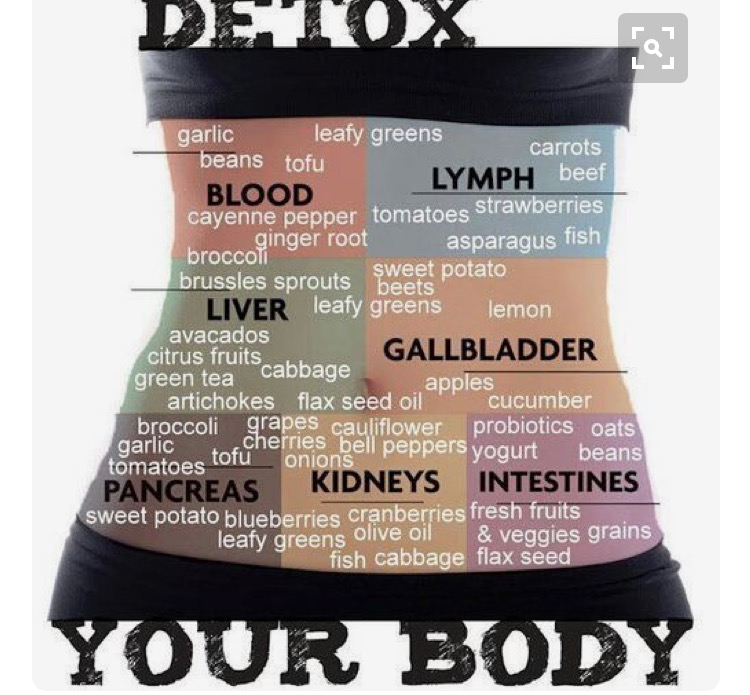 DETOX
garlic
leafy greens
carrots
beans
tofu
beef
BLOOD
LYMPH
cayenne pepper
tomatoes
strawberries
ginger root
asparagus
fish
broccoli
sweet potato
brussles sprouts
beets
LIVER
leafy greens
lemon
avacados
citrus fruits
GALLBLADDER
green tea
cabbage
apples
artichokes
flax seed oil
cucumber
broccoli
grapes
cauliflower
probiotics
oats
garlic
cherries
bell peppers
yogurt
beans
tomatoes
tofu
onions
PANCREAS
KIDNEYS
INTESTINES
sweet potato
blueberries
cranberries
fresh fruits
leafy greens
olive oil
& veggies
grains
fish
cabbage
flax seed
YOUR BODY